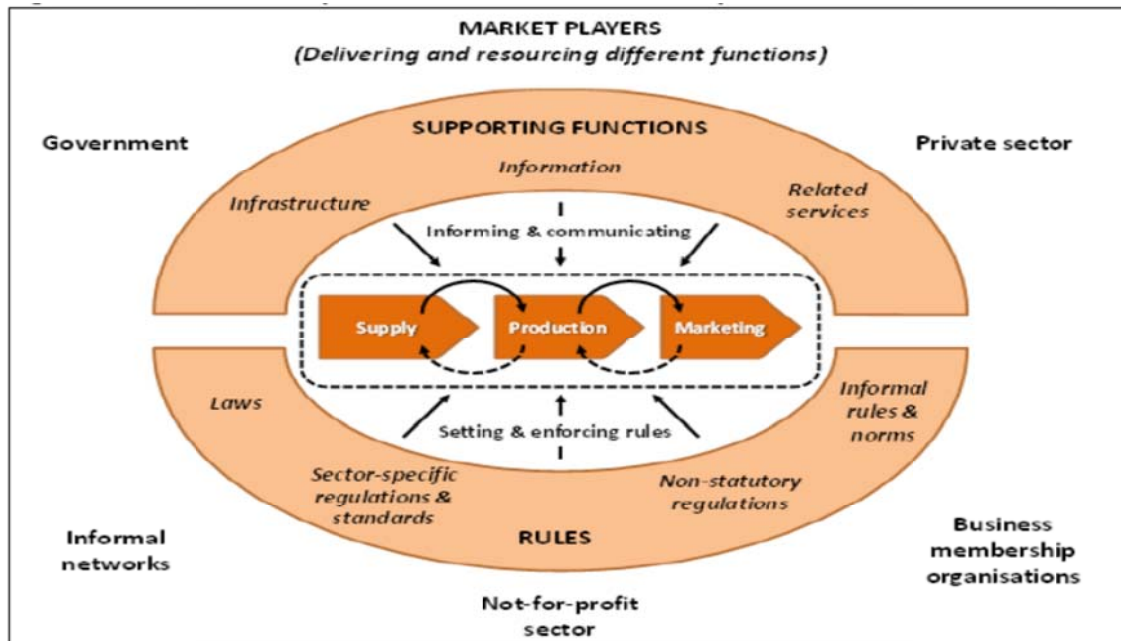 MARKET PLAYERS
(Delivering and resourcing different functions)
Government
Private sector
SUPPORTING FUNCTIONS
Information
Infrastructure
Related
services
Informing & communicating
Supply
Production
Marketing
Laws
Informal
rules &
norms
Setting & enforcing rules
Sector-specific
regulations &
standards
Non-statutory
regulations
RULES
Informal
networks
Business
membership
organisations
Not-for-profit
sector